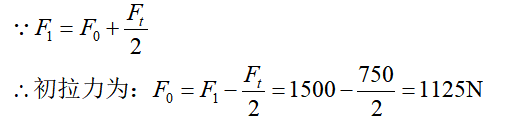 ∵ F₁ = F₀ + Fₜ/2
∴初拉力为：F₀ = F₁ − Fₜ/2 = 1500 − 750/2 = 1125N